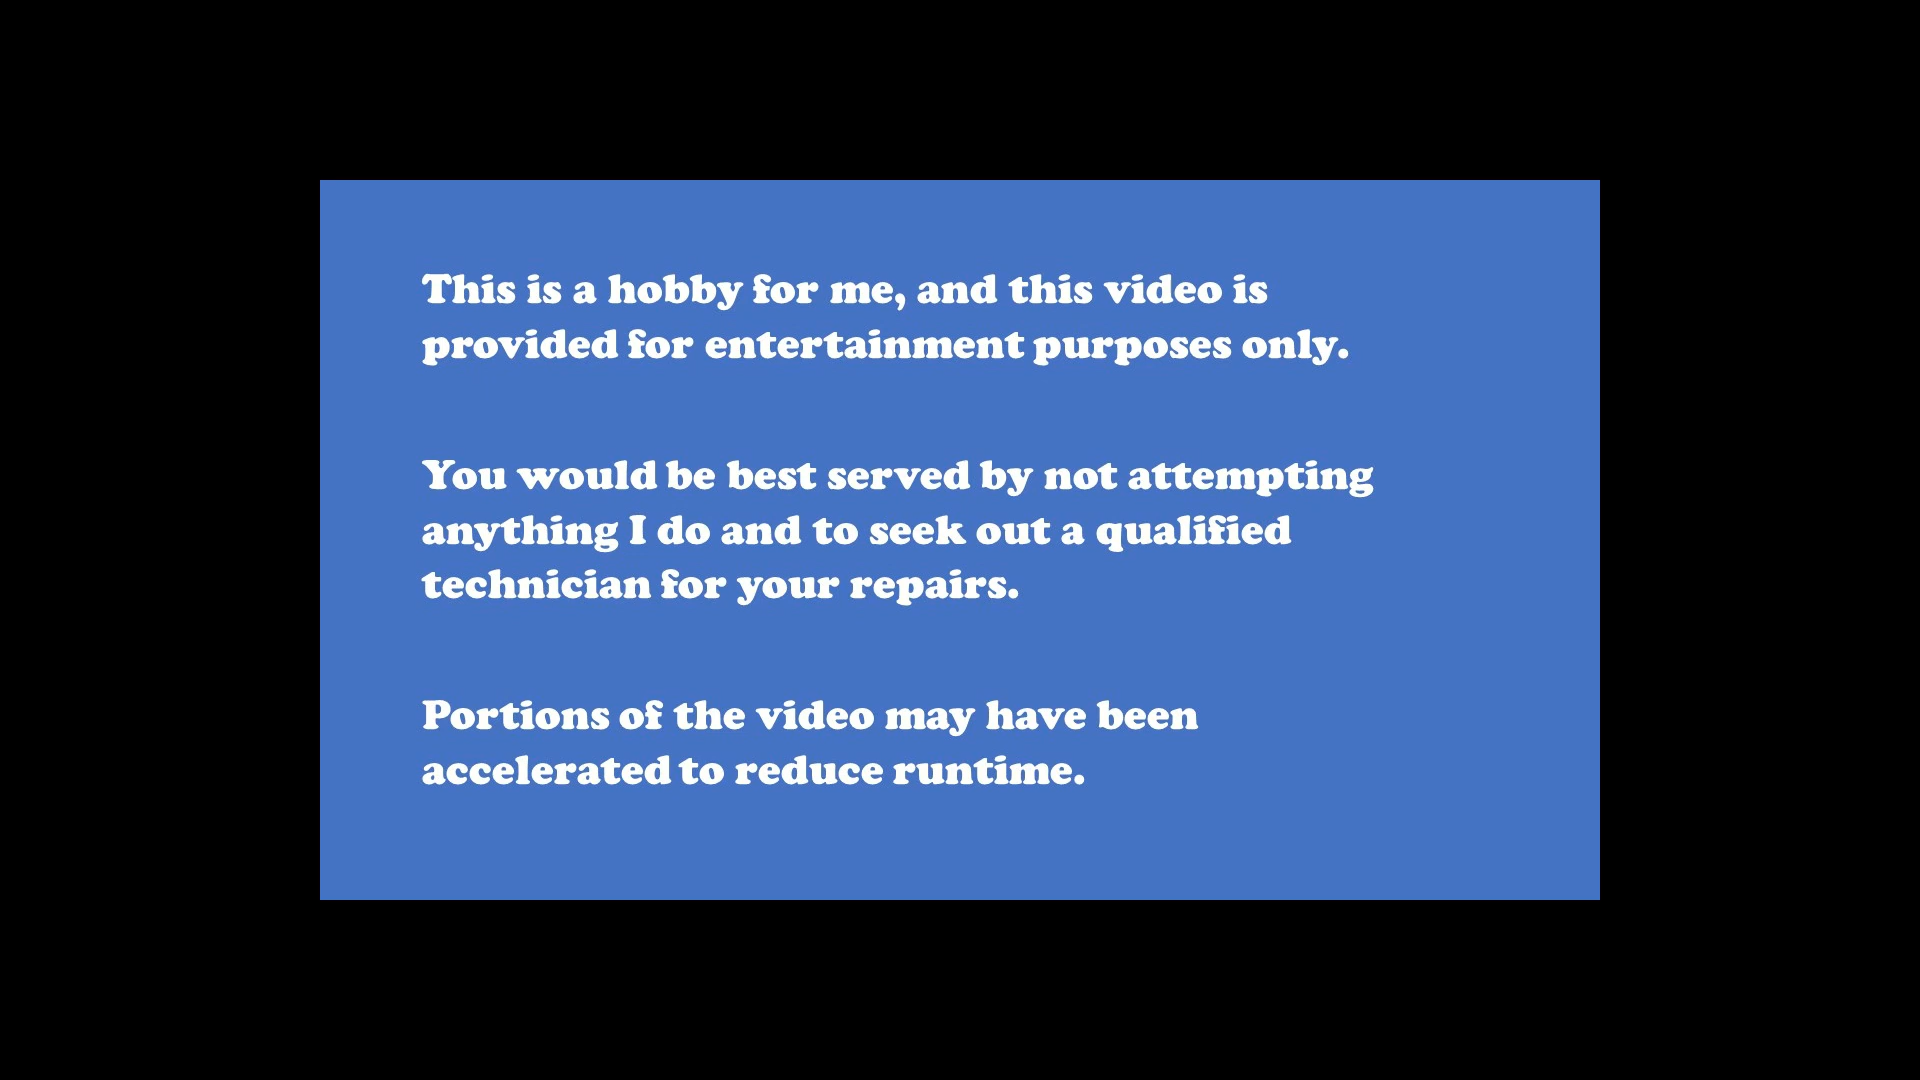 This is a hobby for me, and this video is
provided for entertainment purposes only.
You would be best served by not attempting
anything I do and to seek out a qualified
technician for your repairs.
Portions of the video may have been
accelerated to reduce runtime.